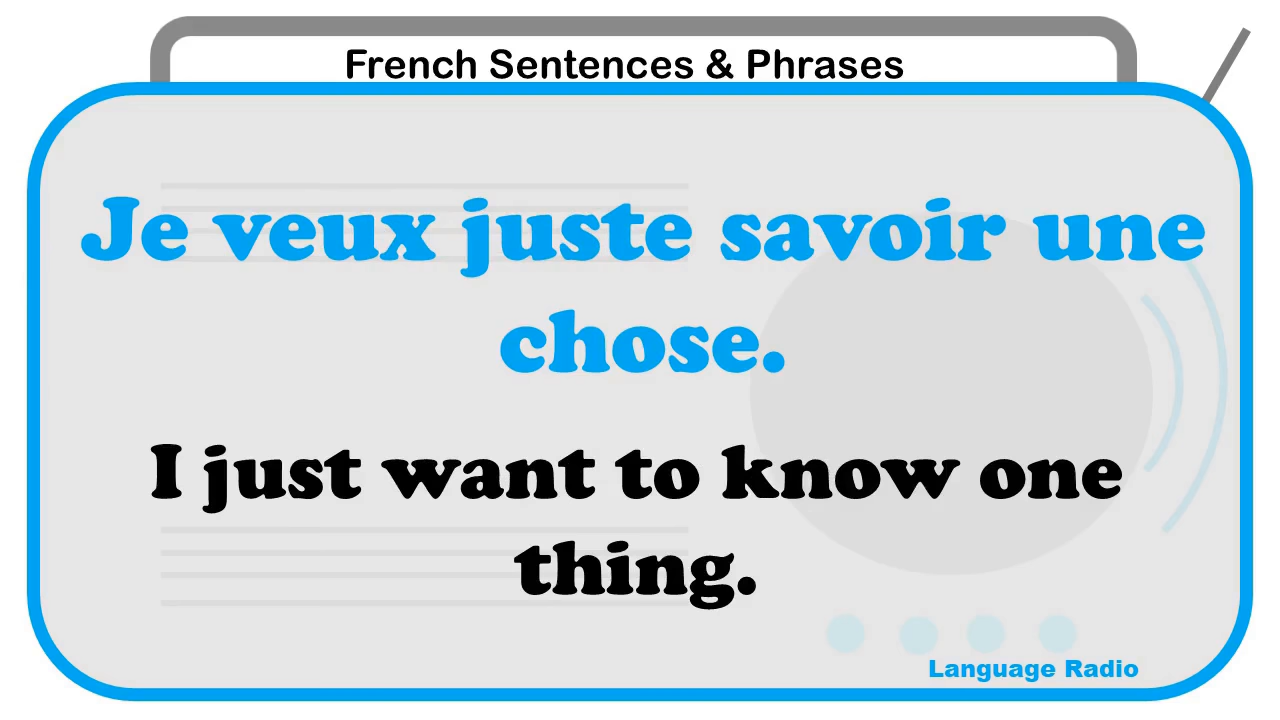 French Sentences & Phrases
Je veux juste savoir une
chose.
I just want to know one
thing.
Language Radio